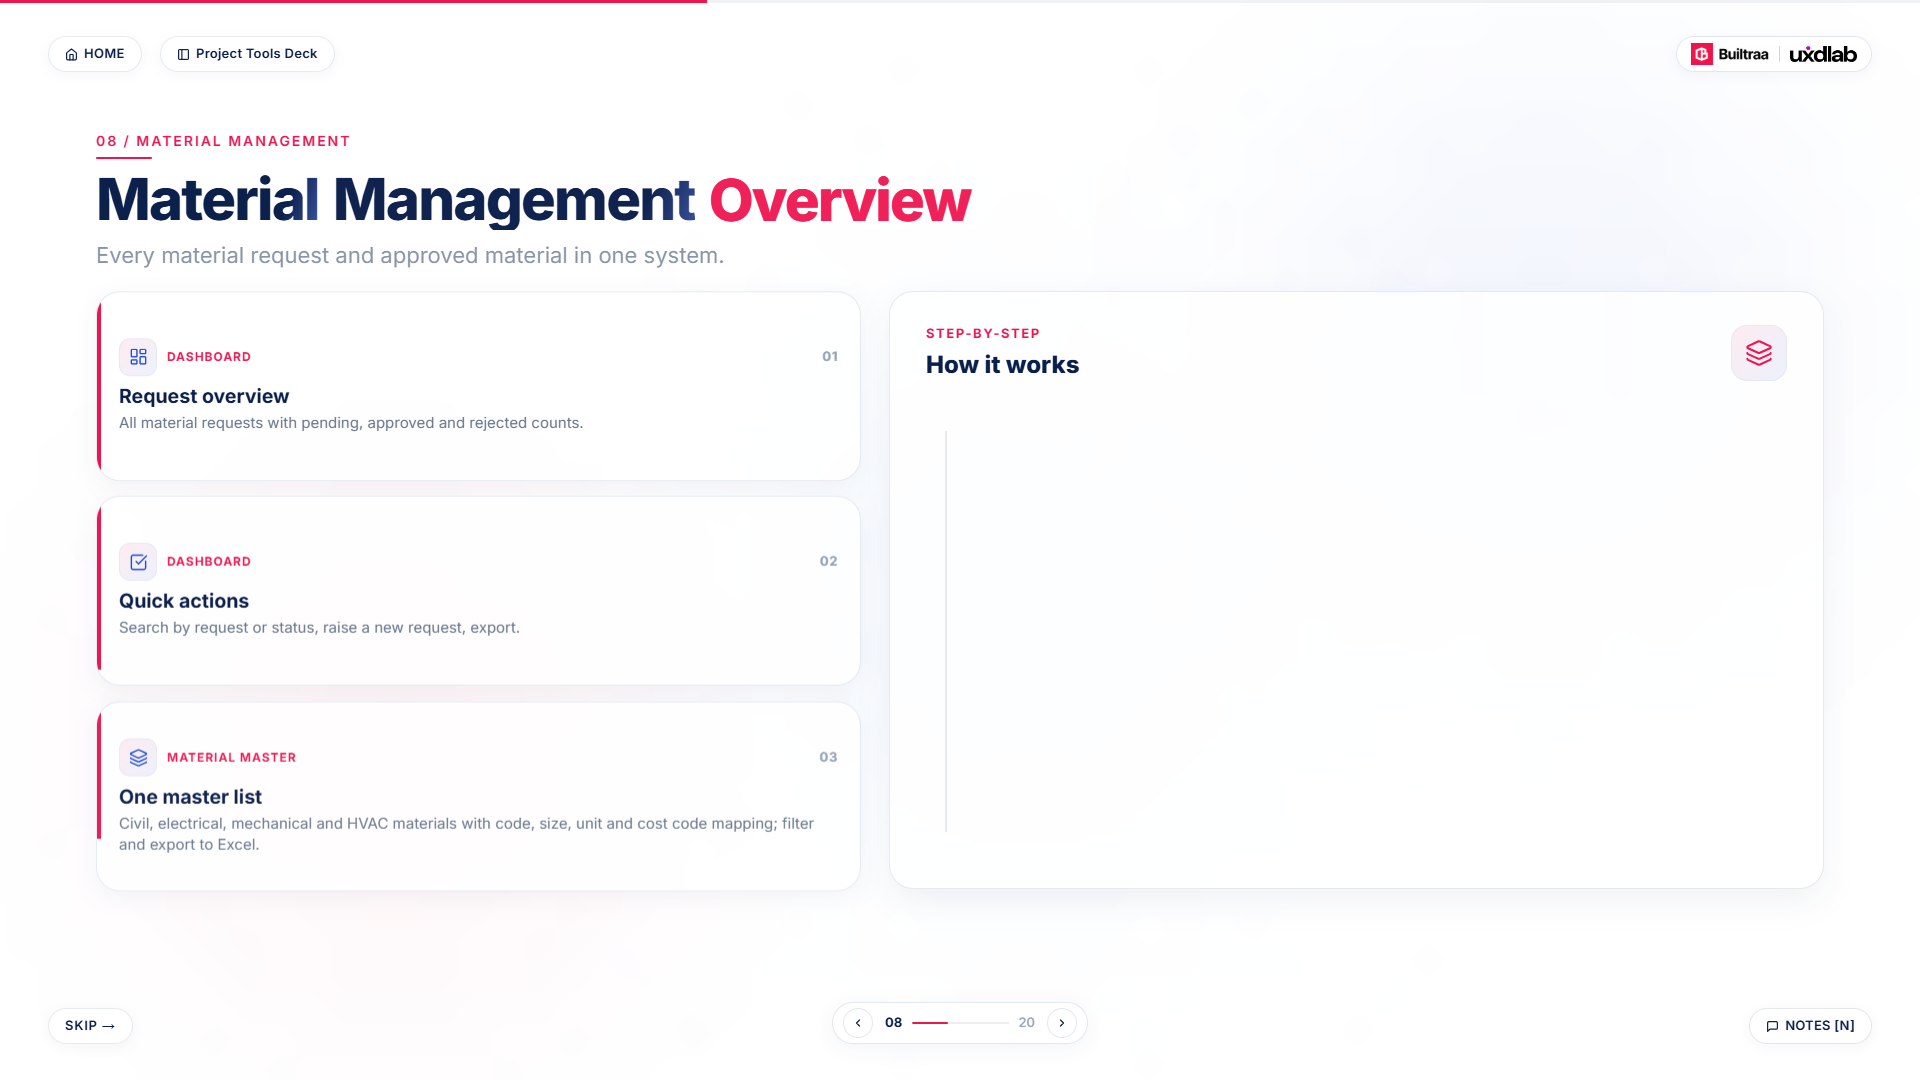 HOME
Project Tools Deck
Builtraa
uxdlab
08 / MATERIAL MANAGEMENT
Material Management Overview
Every material request and approved material in one system.
DASHBOARD
01
Request overview
All material requests with pending, approved and rejected counts.
DASHBOARD
02
Quick actions
Search by request or status, raise a new request, export.
MATERIAL MASTER
03
One master list
Civil, electrical, mechanical and HVAC materials with code, size, unit and cost code mapping; filter
and export to Excel.
STEP-BY-STEP
How it works
SKIP →
08
20
NOTES [N]